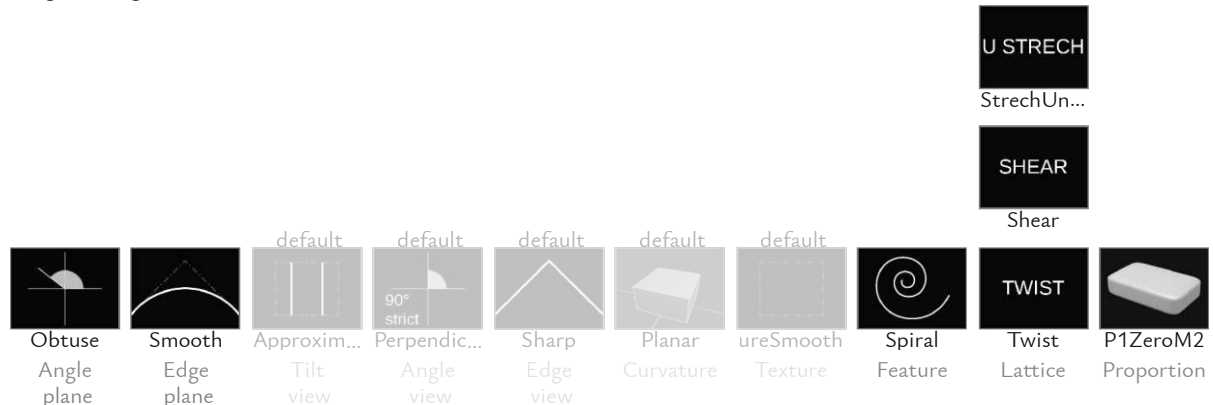 U STRECH
StrechUn...
SHEAR
Shear
default default default default default
90°
strict
TWIST
Obtuse Smooth Approxim... Perpendic... Sharp Planar ureSmooth Spiral Twist P1ZeroM2
Angle Edge Tilt Angle Edge Curvature Texture Feature Lattice Proportion
plane plane view view view